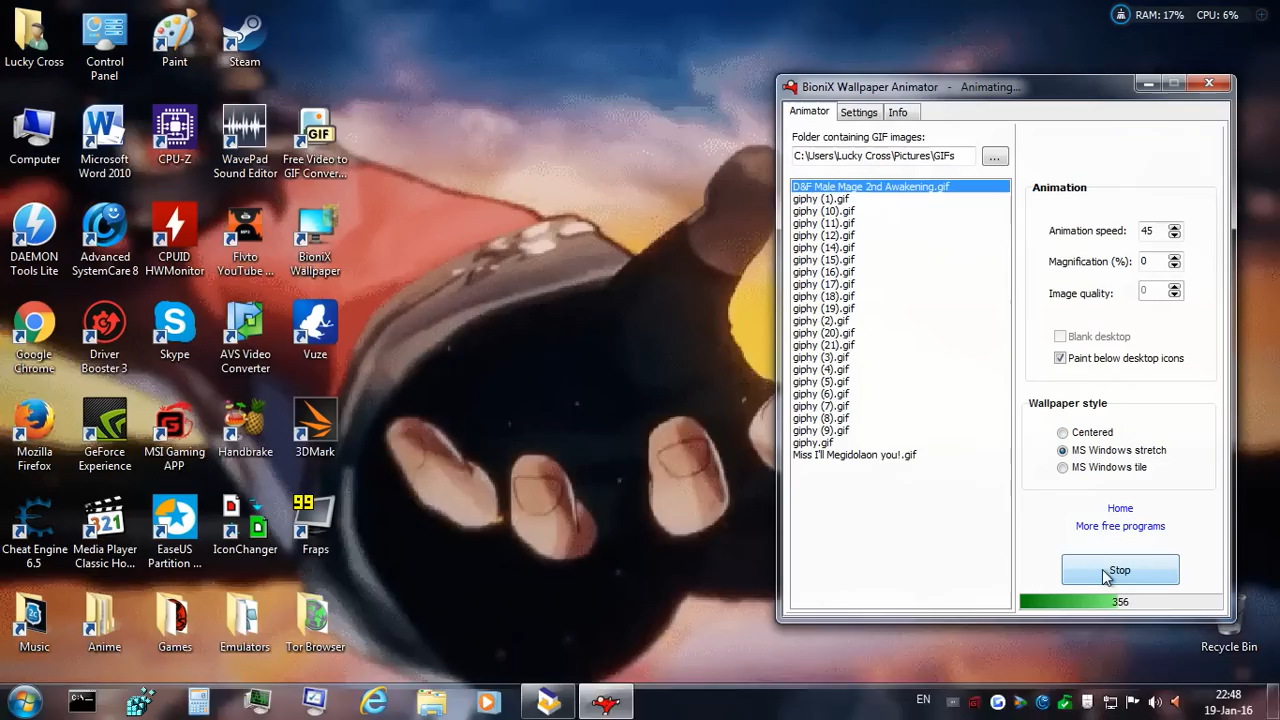 RAM: 17% CPU: 6%
Lucky Cross
Control Panel
Paint
Steam
Computer
Microsoft Word 2010
CPU-Z
WavePad Sound Editor
GIF
Free Video to GIF Conver...
DAEMON Tools Lite
Advanced SystemCare 8
CPUID HWMonitor
MP3
Flvto YouTube ...
BioniX Wallpaper
Google Chrome
Driver Booster 3
Skype
AVS Video Converter
Vuze
Mozilla Firefox
GeForce Experience
MSI Gaming APP
Handbrake
3DMark
Cheat Engine 6.5
321
Media Player Classic Ho...
EaseUS Partition ...
IconChanger
99
Fraps
Music
Anime
Games
Emulators
Tor Browser
BioniX Wallpaper Animator - Animating...
Animator Settings Info
Folder containing GIF images:
C:\Users\Lucky Cross\Pictures\GIFs
...
D&F Male Mage 2nd Awakening.gif
giphy (1).gif
giphy (10).gif
giphy (11).gif
giphy (12).gif
giphy (14).gif
giphy (15).gif
giphy (16).gif
giphy (17).gif
giphy (18).gif
giphy (19).gif
giphy (2).gif
giphy (20).gif
giphy (21).gif
giphy (3).gif
giphy (4).gif
giphy (5).gif
giphy (6).gif
giphy (7).gif
giphy (8).gif
giphy (9).gif
giphy.gif
Miss I'll Megidolaon you!.gif
Animation
Animation speed: 45
Magnification (%): 0
Image quality: 0
Blank desktop
Paint below desktop icons
Wallpaper style
Centered
MS Windows stretch
MS Windows tile
Home
More free programs
Stop
356
Recycle Bin
EN
22:48
19-Jan-16